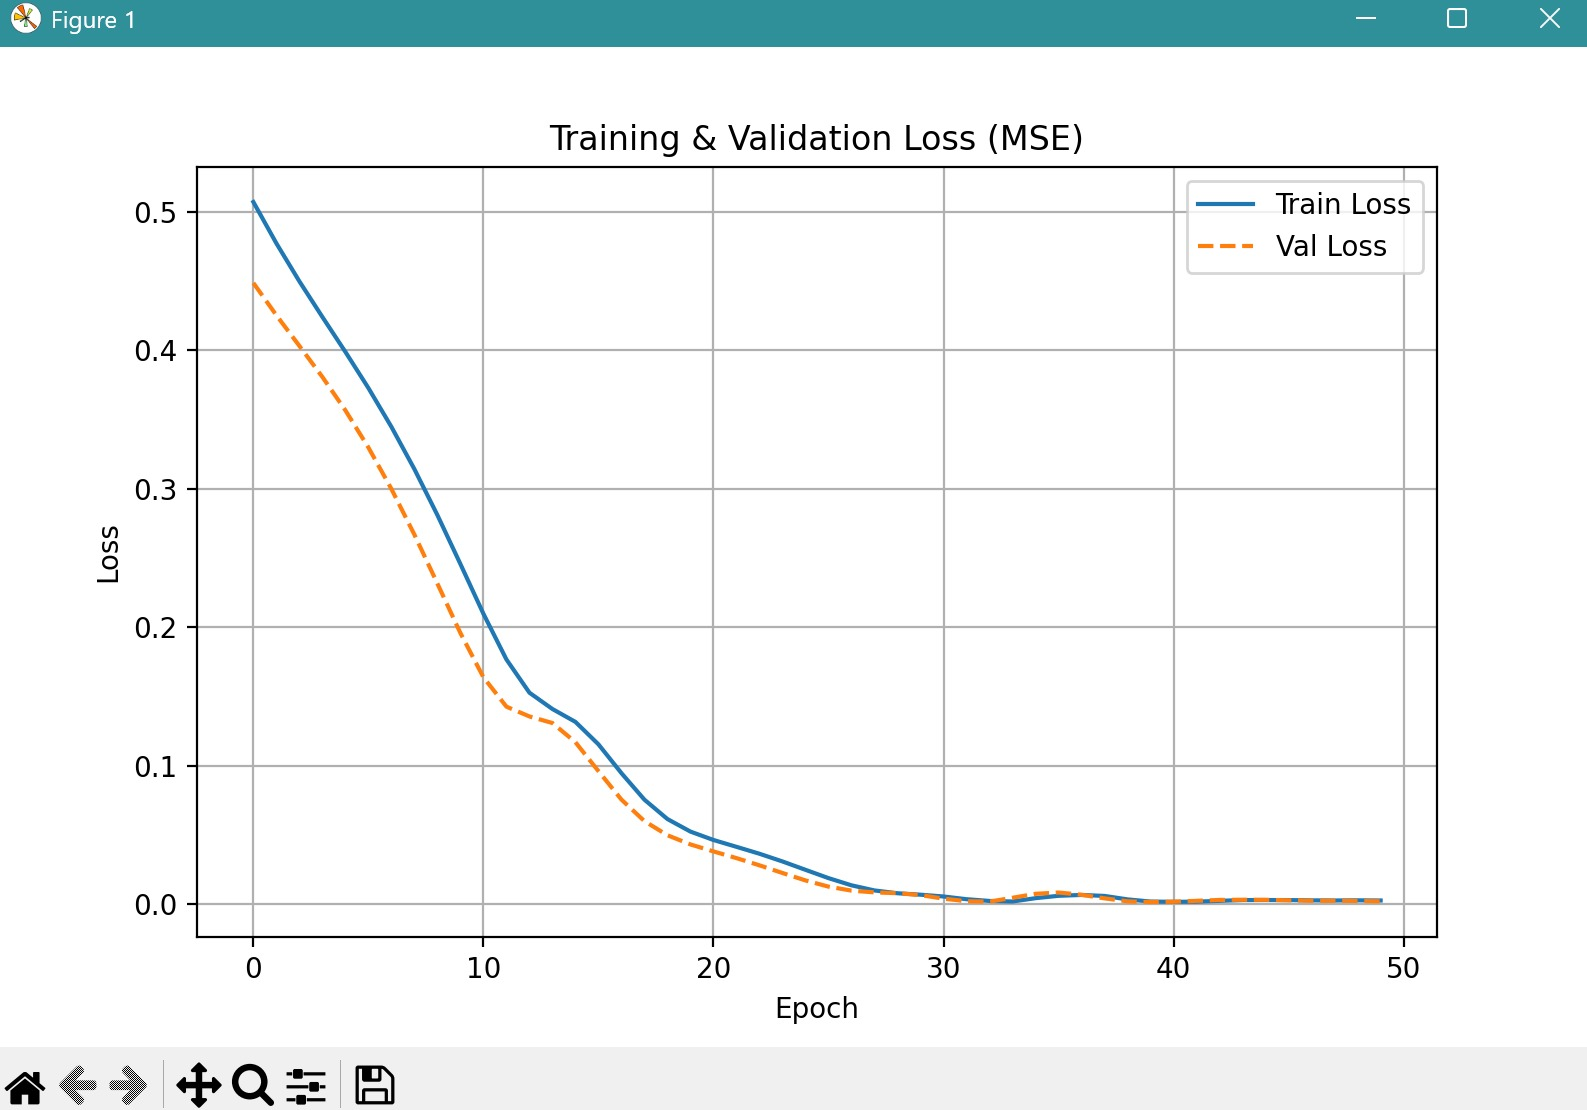 Figure 1
Training & Validation Loss (MSE)
Train Loss
Val Loss
0.5
0.4
0.3
0.2
0.1
0.0
Loss
0 10 20 30 40 50
Epoch